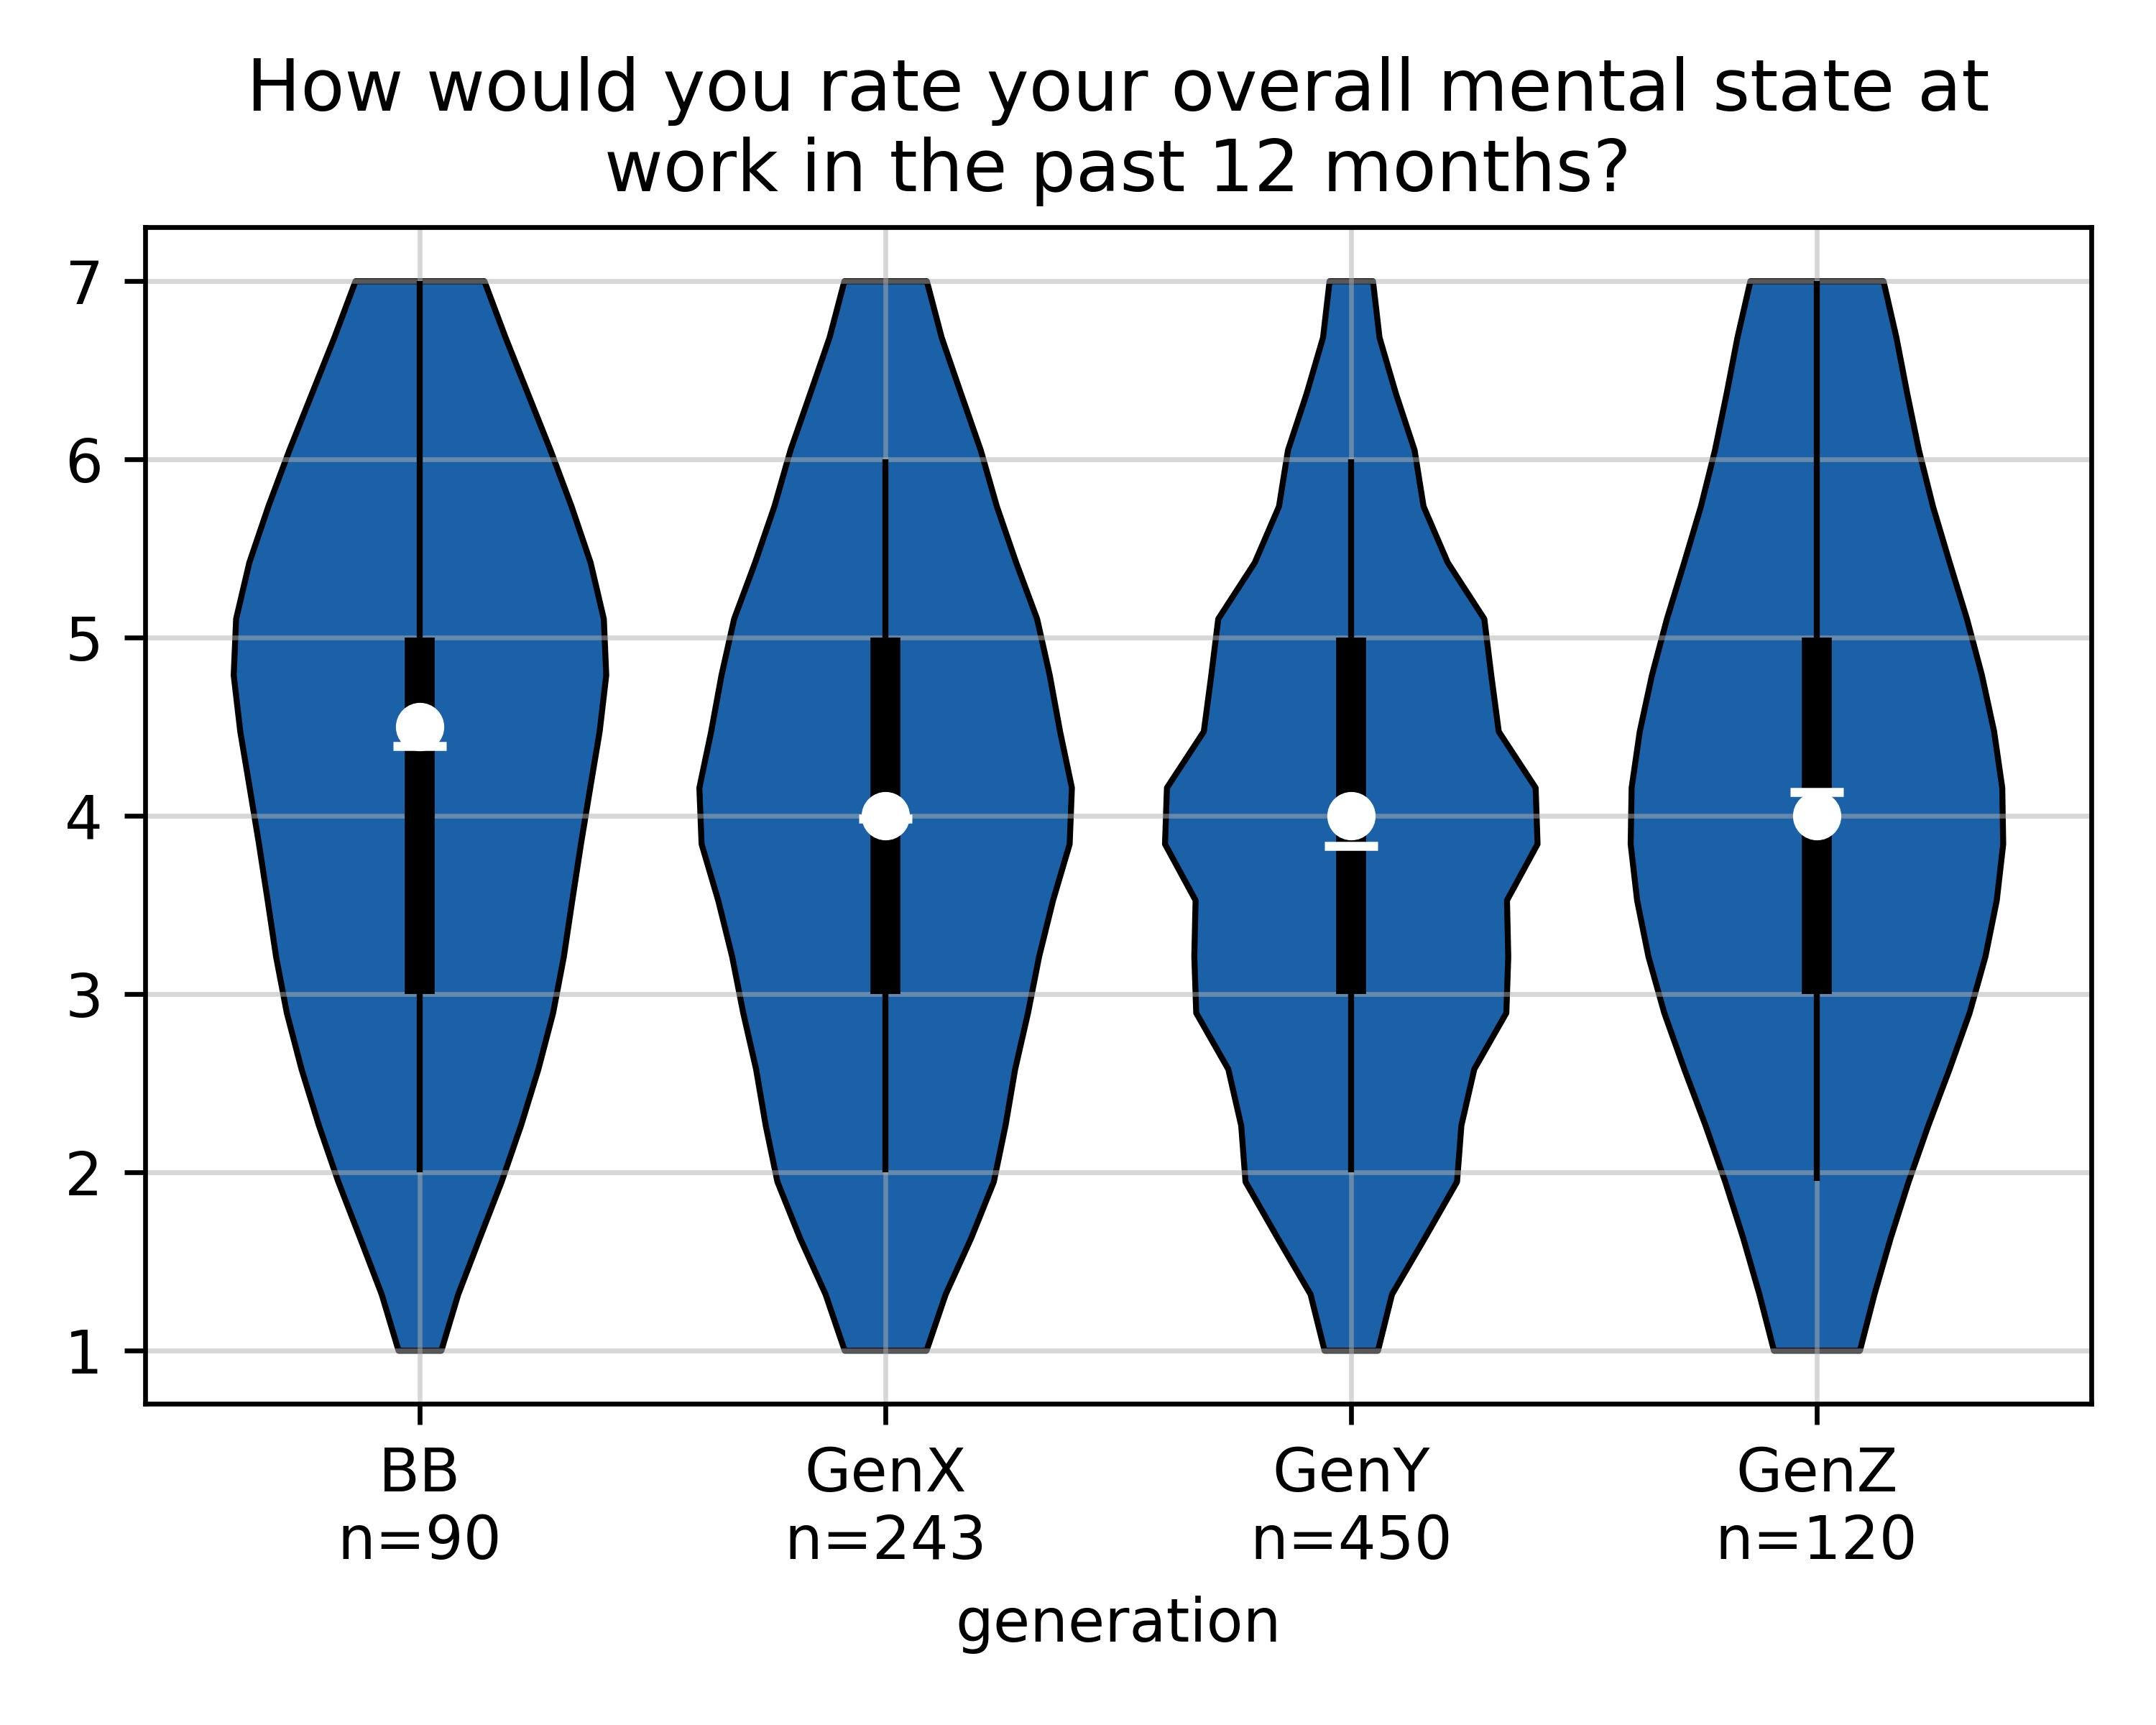 How would you rate your overall mental state at
work in the past 12 months?
7
6
5
4
3
2
1
BB
n=90
GenX
n=243
GenY
n=450
GenZ
n=120
generation